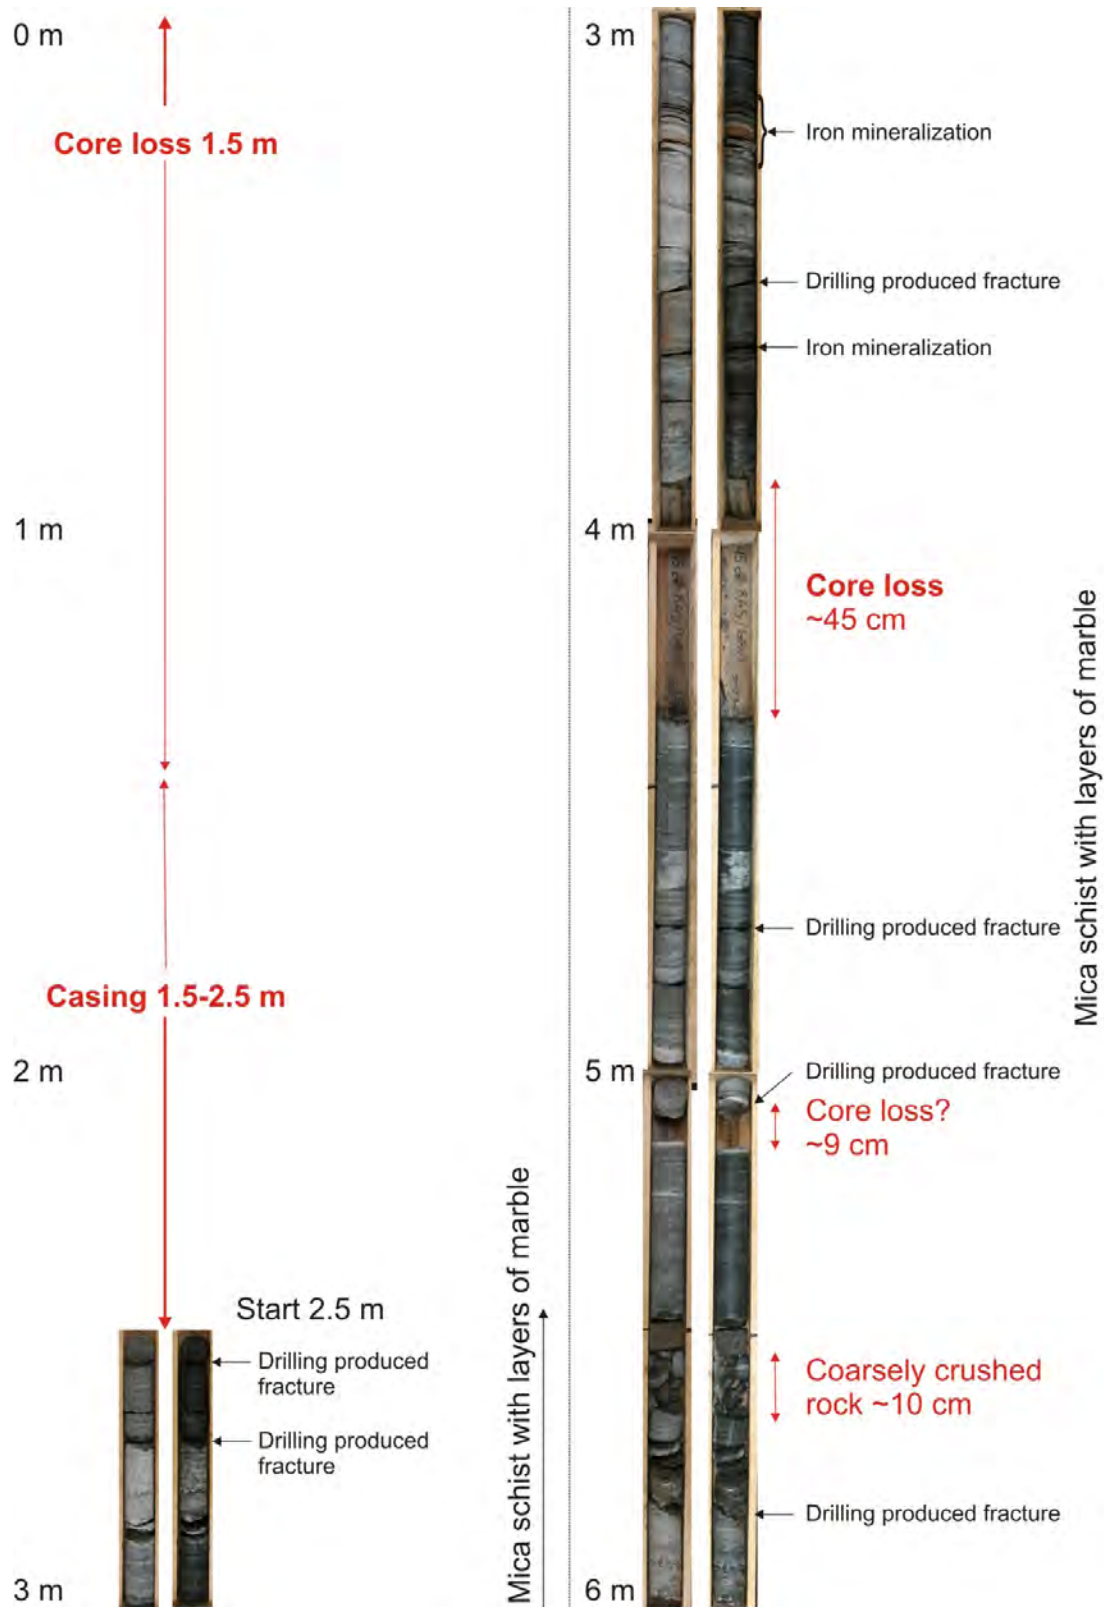 0 m
Core loss 1.5 m
1 m
Casing 1.5-2.5 m
2 m
Start 2.5 m
Drilling produced
fracture
Drilling produced
fracture
Mica schist with layers of marble
3 m
3 m
Iron mineralization
Drilling produced fracture
Iron mineralization
4 m
Core loss
~45 cm
Drilling produced fracture
Mica schist with layers of marble
5 m
Drilling produced fracture
Core loss?
~9 cm
Coarsely crushed
rock ~10 cm
Drilling produced fracture
6 m